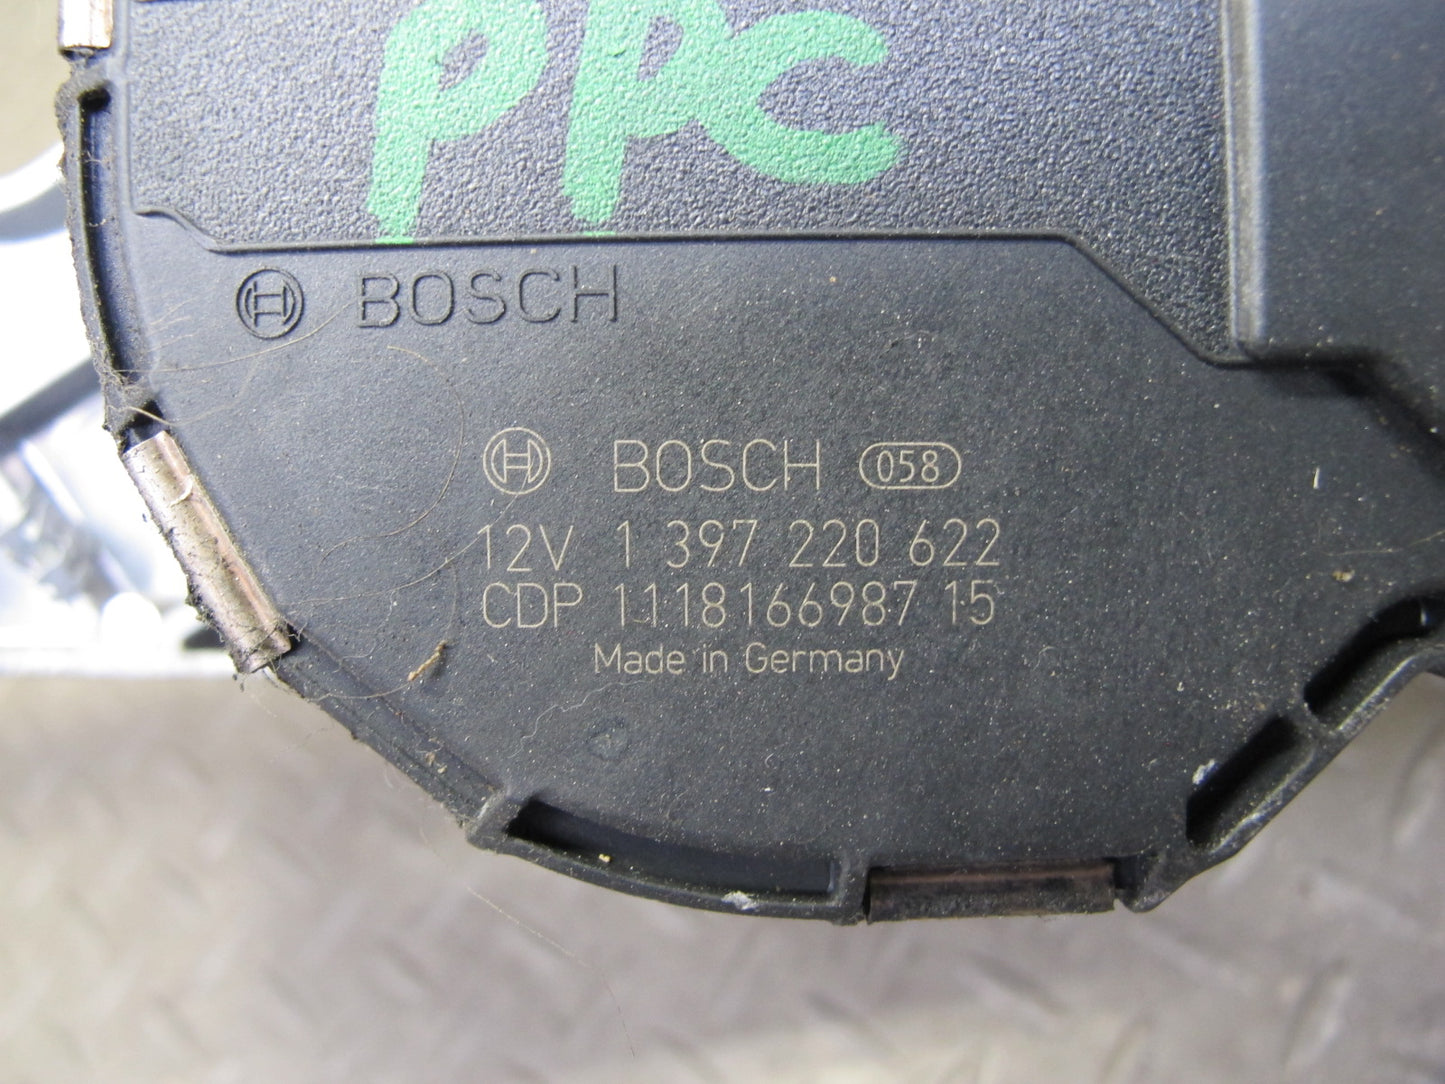 PPC
BOSCH
BOSCH 058
12V 1 397 220 622
CDP 1118166987 15
Made in Germany